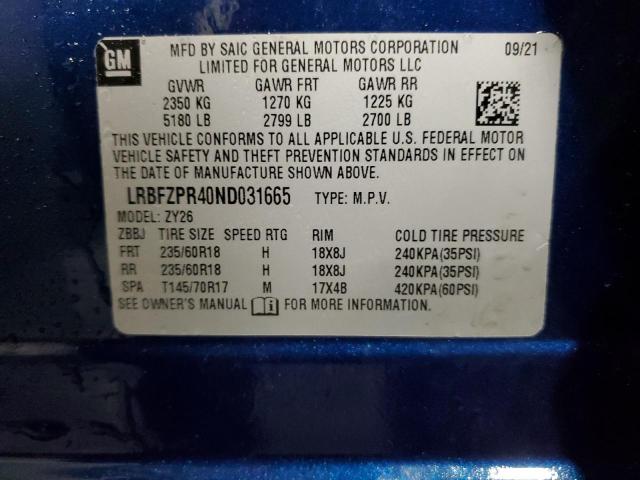 GM MFD BY SAIC GENERAL MOTORS CORPORATION 09/21
LIMITED FOR GENERAL MOTORS LLC
GVWR GAWR FRT GAWR RR
2350 KG 1270 KG 1225 KG
5180 LB 2799 LB 2700 LB
THIS VEHICLE CONFORMS TO ALL APPLICABLE U.S. FEDERAL MOTOR
VEHICLE SAFETY AND THEFT PREVENTION STANDARDS IN EFFECT ON
THE DATE OF MANUFACTURE SHOWN ABOVE.
LRBFZPR40ND031665 TYPE: M.P.V.
MODEL: ZY26
ZBBJ TIRE SIZE SPEED RTG RIM COLD TIRE PRESSURE
FRT 235/60R18 H 18X8J 240KPA(35PSI)
RR 235/60R18 H 18X8J 240KPA(35PSI)
SPA T145/70R17 M 17X4B 420KPA(60PSI)
SEE OWNER'S MANUAL FOR MORE INFORMATION.